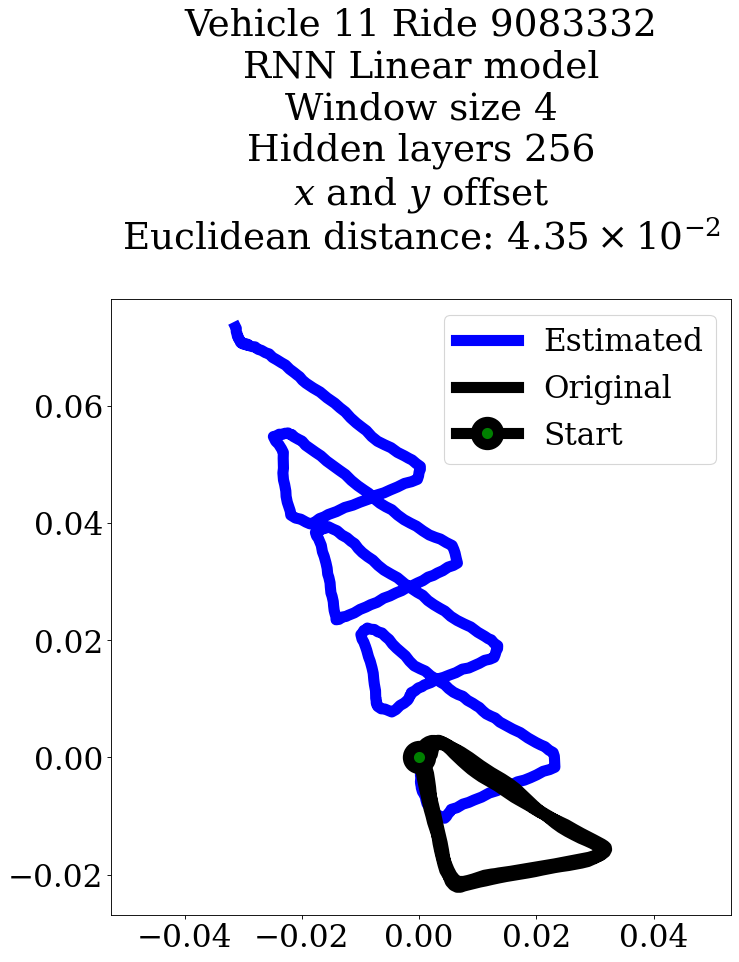 Vehicle 11 Ride 9083332
RNN Linear model
Window size 4
Hidden layers 256
x and y offset
Euclidean distance: 4.35 × 10⁻²
Estimated
Original
Start
0.06
0.04
0.02
0.00
−0.02
−0.04 −0.02 0.00 0.02 0.04